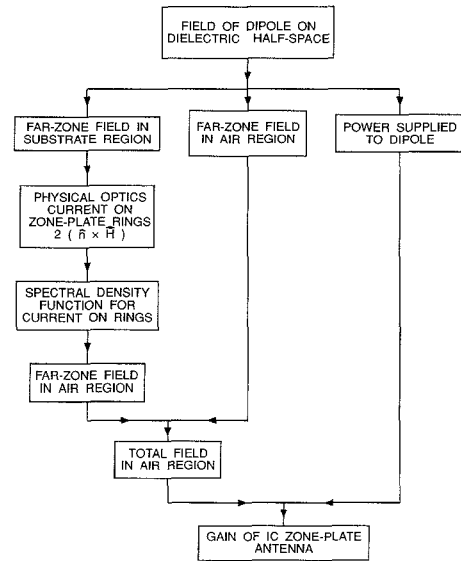 FIELD OF DIPOLE ON
DIELECTRIC HALF-SPACE
FAR-ZONE FIELD IN
SUBSTRATE REGION
FAR-ZONE FIELD
IN AIR REGION
POWER SUPPLIED
TO DIPOLE
PHYSICAL OPTICS
CURRENT ON
ZONE-PLATE RINGS
2 ( n̂ × H̄ )
SPECTRAL DENSITY
FUNCTION FOR
CURRENT ON RINGS
FAR-ZONE FIELD
IN AIR REGION
TOTAL FIELD
IN AIR REGION
GAIN OF IC ZONE-PLATE
ANTENNA